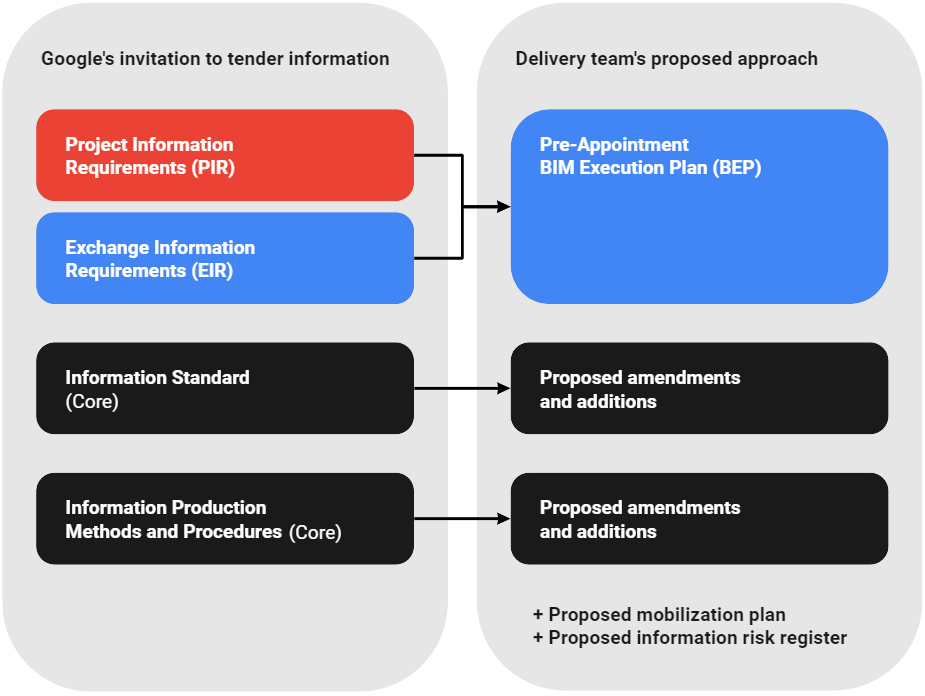 Google's invitation to tender information
Project Information
Requirements (PIR)
Exchange Information
Requirements (EIR)
Information Standard
(Core)
Information Production
Methods and Procedures (Core)
Delivery team's proposed approach
Pre-Appointment
BIM Execution Plan (BEP)
Proposed amendments
and additions
Proposed amendments
and additions
+ Proposed mobilization plan
+ Proposed information risk register